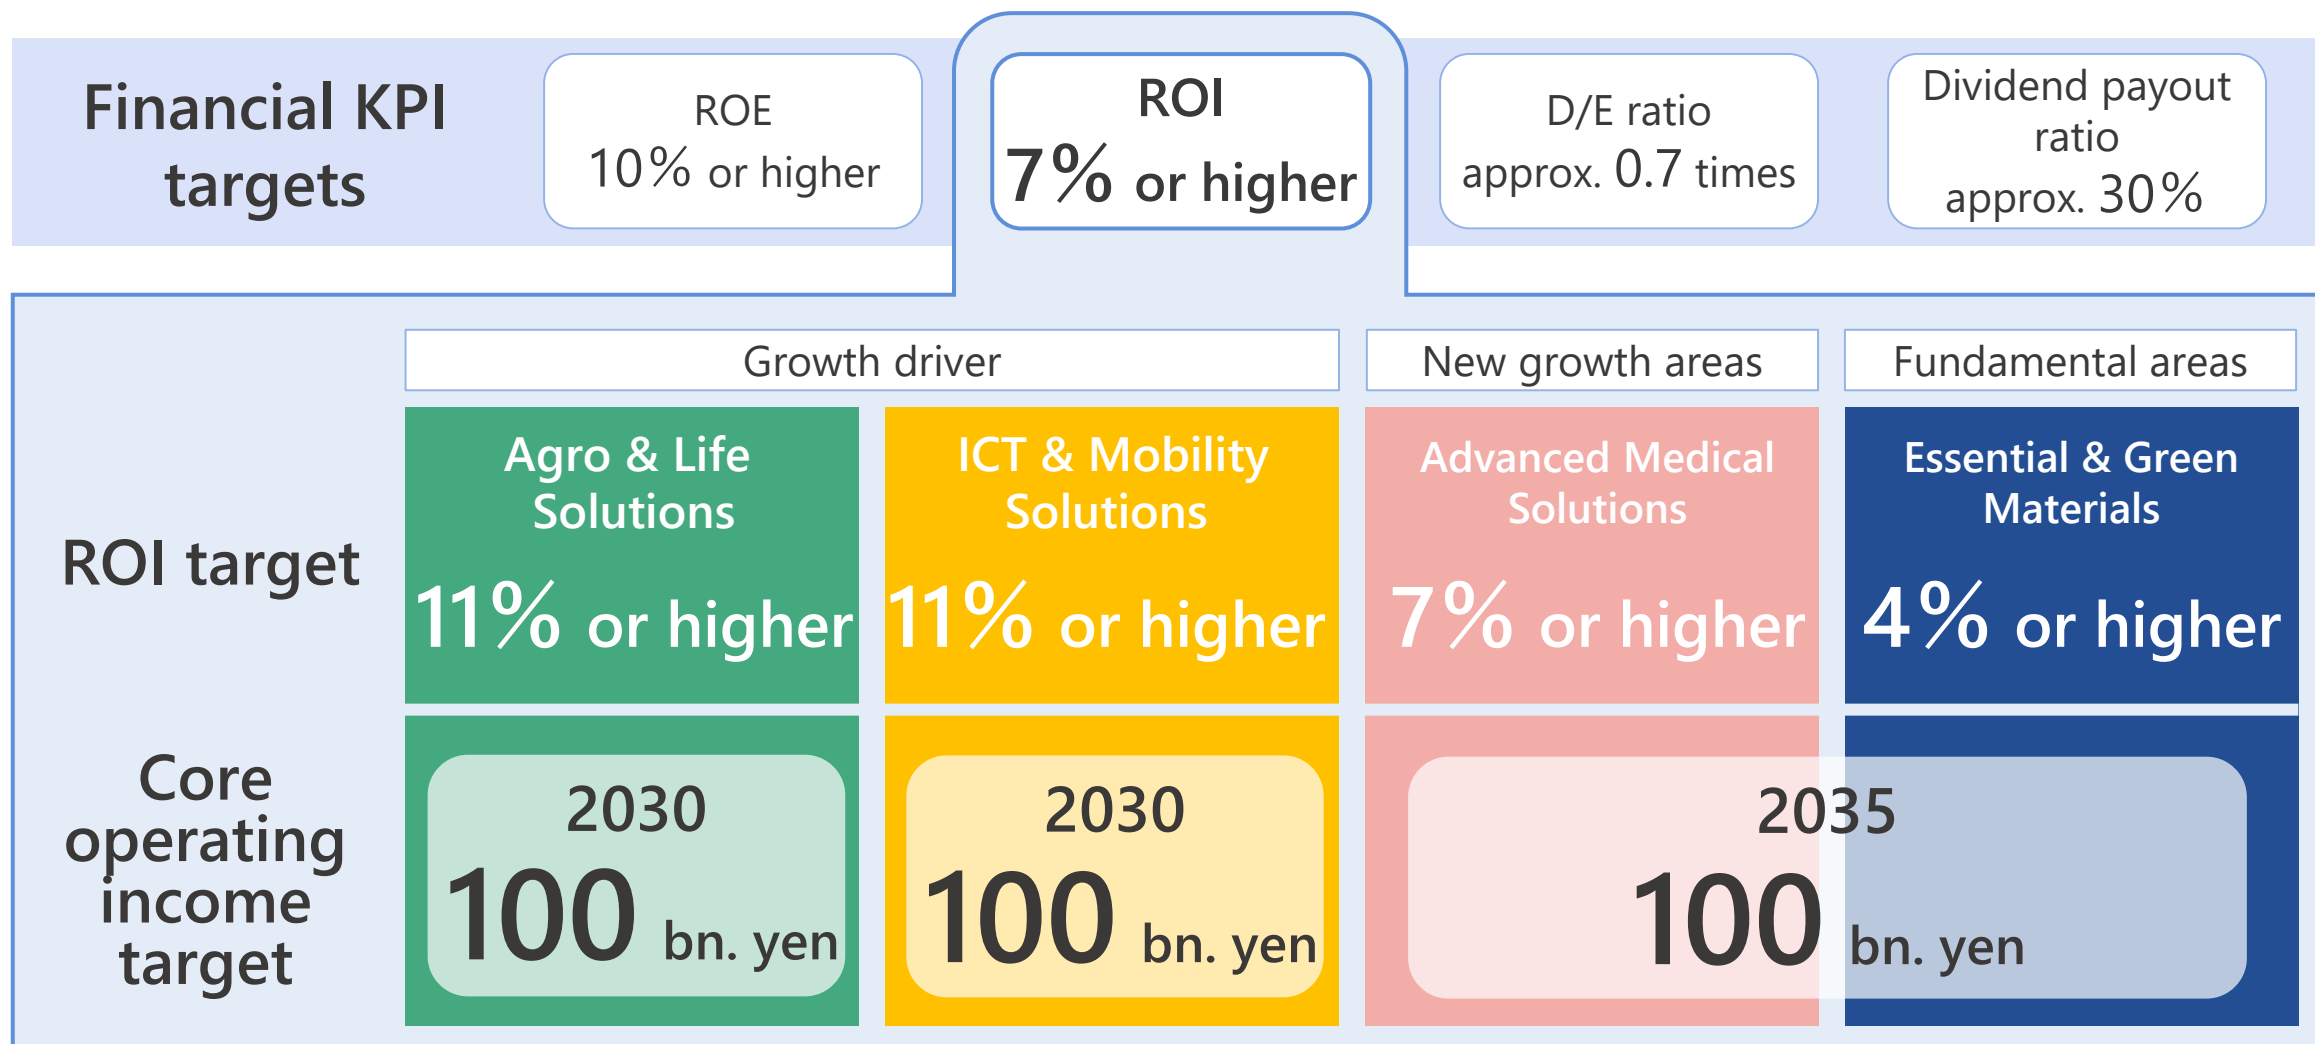 Financial KPI
targets
ROE
10% or higher
ROI
7% or higher
D/E ratio
approx. 0.7 times
Dividend payout
ratio
approx. 30%
Growth driver
New growth areas
Fundamental areas
ROI target
Agro & Life
Solutions
11% or higher
ICT & Mobility
Solutions
11% or higher
Advanced Medical
Solutions
7% or higher
Essential & Green
Materials
4% or higher
Core
operating
income
target
2030
100 bn. yen
2030
100 bn. yen
2035
100 bn. yen